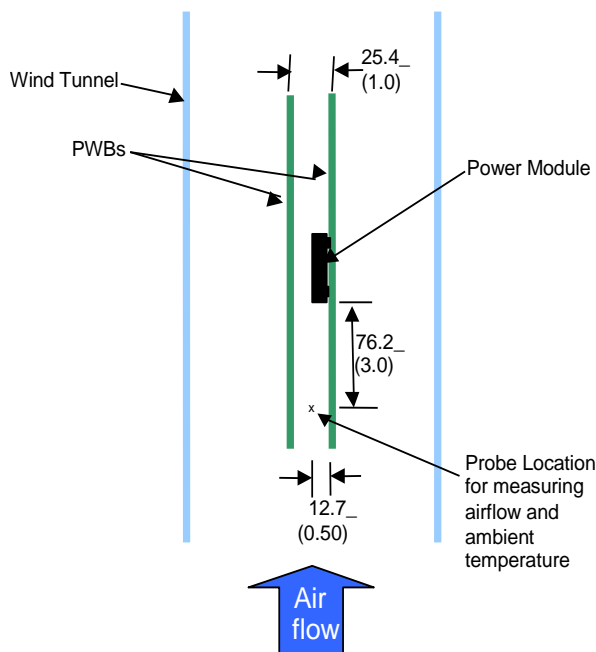 25.4_
(1.0)
Wind Tunnel
PWBs
Power Module
76.2_
(3.0)
x
Probe Location
for measuring
airflow and
ambient
temperature
12.7_
(0.50)
Air
flow